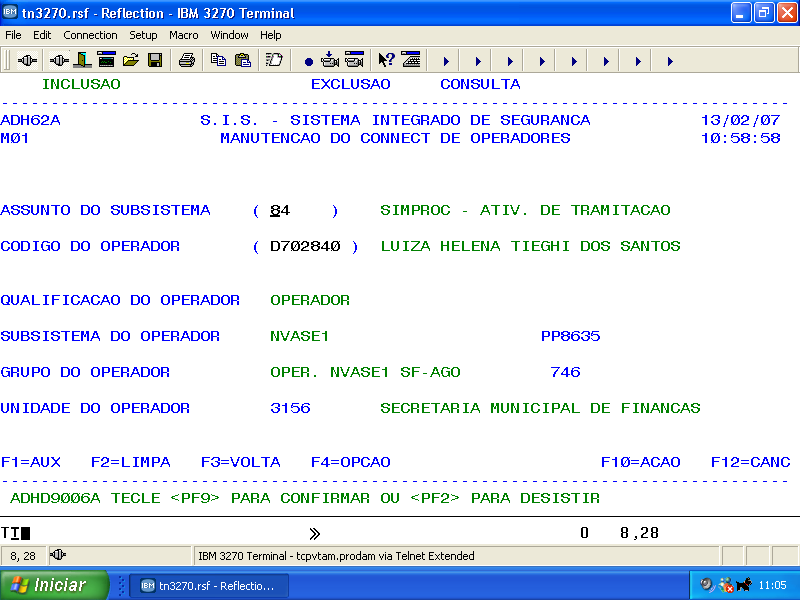 tn3270.rsf - Reflection - IBM 3270 Terminal
File Edit Connection Setup Macro Window Help
INCLUSAO EXCLUSAO CONSULTA
ADH62A S.I.S. - SISTEMA INTEGRADO DE SEGURANCA 13/02/07
M01 MANUTENCAO DO CONNECT DE OPERADORES 10:58:58
ASSUNTO DO SUBSISTEMA ( 84 ) SIMPROC - ATIV. DE TRAMITACAO
CODIGO DO OPERADOR ( D702840 ) LUIZA HELENA TIEGHI DOS SANTOS
QUALIFICACAO DO OPERADOR OPERADOR
SUBSISTEMA DO OPERADOR NVASE1 PP8635
GRUPO DO OPERADOR OPER. NVASE1 SF-AGO 746
UNIDADE DO OPERADOR 3156 SECRETARIA MUNICIPAL DE FINANCAS
F1=AUX F2=LIMPA F3=VOLTA F4=OPCAO F10=ACAO F12=CANC
ADHD9006A TECLE <PF9> PARA CONFIRMAR OU <PF2> PARA DESISTIR
TI » 0 8,28
8, 28 IBM 3270 Terminal - tcpvtam.prodam via Telnet Extended
Iniciar tn3270.rsf - Reflectio... 11:05